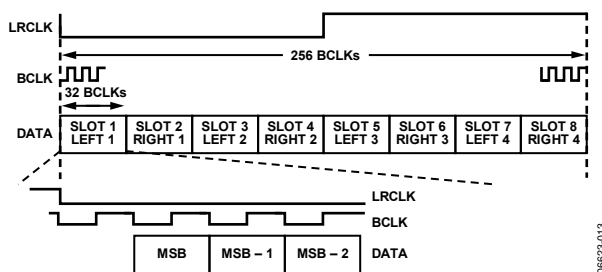 LRCLK
256 BCLKs
BCLK
32 BCLKs
DATA
SLOT 1 LEFT 1
SLOT 2 RIGHT 1
SLOT 3 LEFT 2
SLOT 4 RIGHT 2
SLOT 5 LEFT 3
SLOT 6 RIGHT 3
SLOT 7 LEFT 4
SLOT 8 RIGHT 4
LRCLK
BCLK
MSB
MSB – 1
MSB – 2
DATA
06623-013